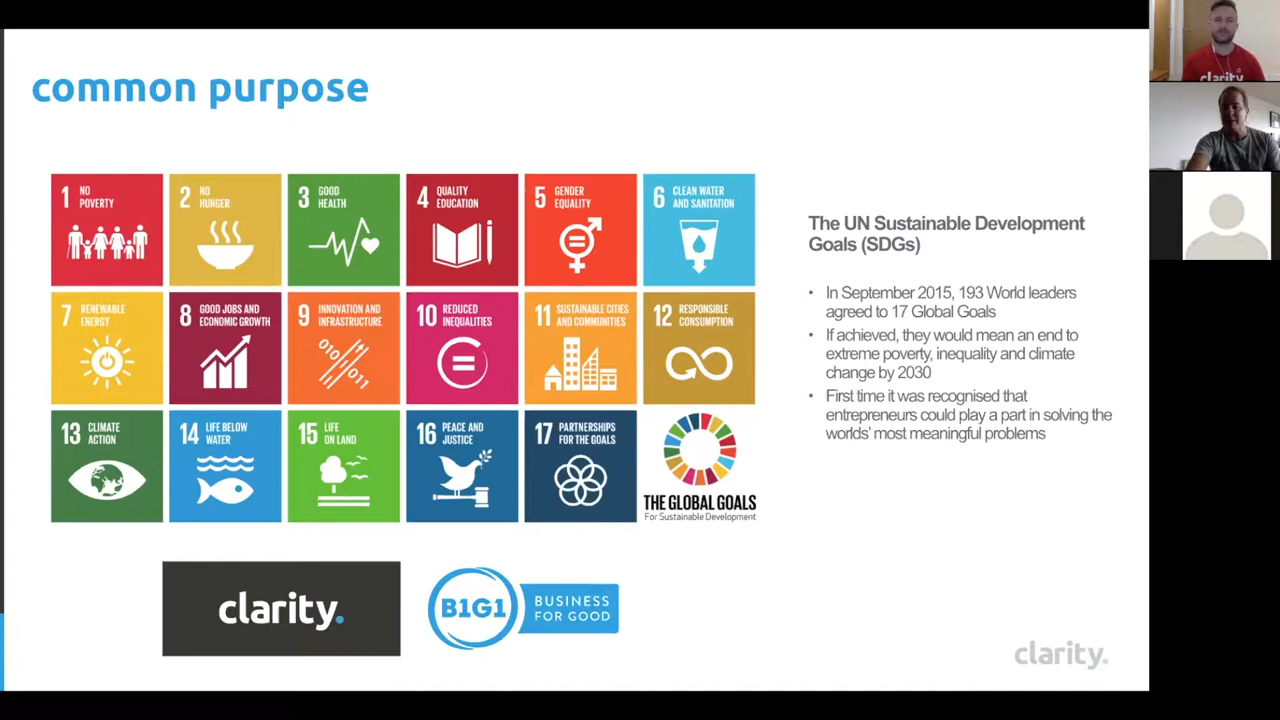 common purpose
1 NO
POVERTY
2 NO
HUNGER
3 GOOD
HEALTH
4 QUALITY
EDUCATION
5 GENDER
EQUALITY
6 CLEAN WATER
AND SANITATION
7 RENEWABLE
ENERGY
8 GOOD JOBS AND
ECONOMIC GROWTH
9 INNOVATION AND
INFRASTRUCTURE
010
011
10 REDUCED
INEQUALITIES
11 SUSTAINABLE CITIES
AND COMMUNITIES
12 RESPONSIBLE
CONSUMPTION
13 CLIMATE
ACTION
14 LIFE BELOW
WATER
15 LIFE
ON LAND
16 PEACE AND
JUSTICE
17 PARTNERSHIPS
FOR THE GOALS
THE GLOBAL GOALS
For Sustainable Development
The UN Sustainable Development
Goals (SDGs)
• In September 2015, 193 World leaders
agreed to 17 Global Goals
• If achieved, they would mean an end to
extreme poverty, inequality and climate
change by 2030
• First time it was recognised that
entrepreneurs could play a part in solving the
worlds' most meaningful problems
clarity.
B1G1
BUSINESS
FOR GOOD
clarity.
clarity